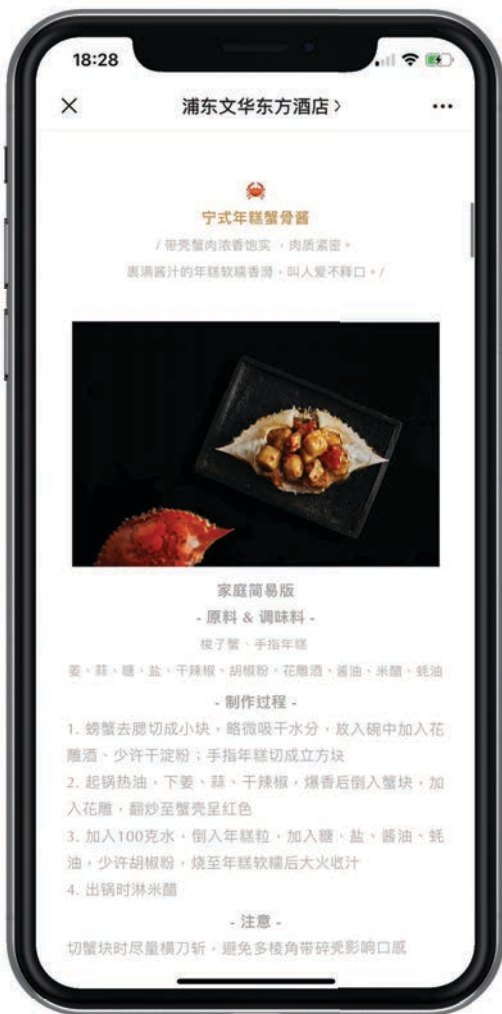 18:28
浦东文华东方酒店
宁式年糕蟹骨酱
/ 带壳蟹肉浓香饱实，肉质紧密。
裹满酱汁的年糕软糯香滑，叫人爱不释口。/
家庭简易版
- 原料 & 调味料 -
梭子蟹、手指年糕
姜、蒜、糖、盐、干辣椒、胡椒粉、花雕酒、酱油、米醋、蚝油
- 制作过程 -
1. 螃蟹去腮切成小块，略微吸干水分，放入碗中加入花
雕酒、少许干淀粉；手指年糕切成立方块
2. 起锅热油，下姜、蒜、干辣椒，爆香后倒入蟹块，加
入花雕，翻炒至蟹壳呈红色
3. 加入100克水，倒入年糕粒，加入糖、盐、酱油、蚝
油，少许胡椒粉，烧至年糕软糯后大火收汁
4. 出锅时淋米醋
- 注意 -
切蟹块时尽量横刀斩，避免多棱角带碎壳影响口感